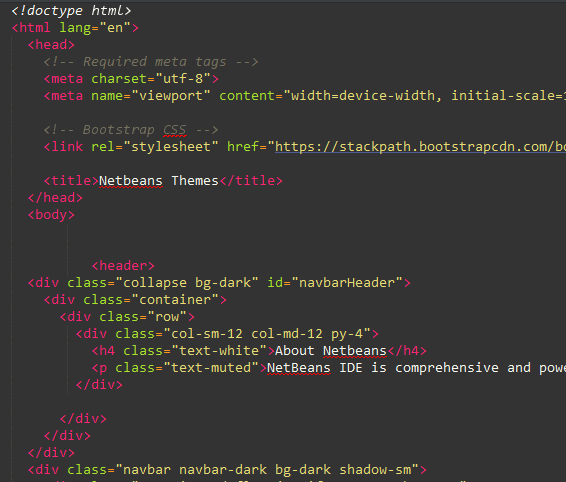 <!doctype html>
<html lang="en">
<head>
<!-- Required meta tags -->
<meta charset="utf-8">
<meta name="viewport" content="width=device-width, initial-scale=1
<!-- Bootstrap CSS -->
<link rel="stylesheet" href="https://stackpath.bootstrapcdn.com/bo
<title>Netbeans Themes</title>
</head>
<body>
<header>
<div class="collapse bg-dark" id="navbarHeader">
<div class="container">
<div class="row">
<div class="col-sm-12 col-md-12 py-4">
<h4 class="text-white">About Netbeans</h4>
<p class="text-muted">NetBeans IDE is comprehensive and powe
</div>
</div>
</div>
</div>
<div class="navbar navbar-dark bg-dark shadow-sm">